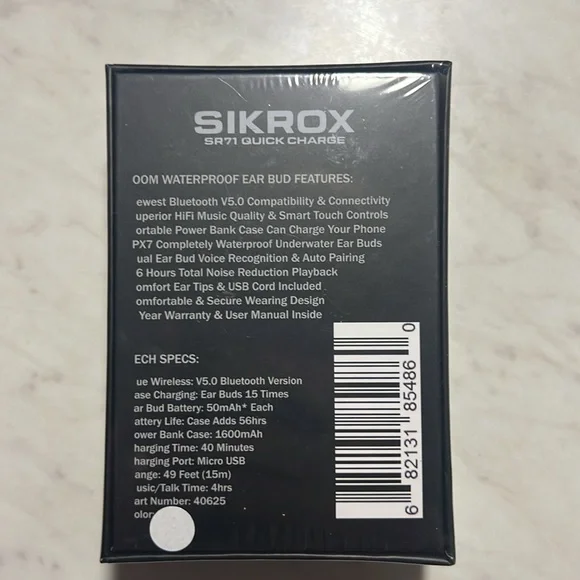 SIKROX
SR71 QUICK CHARGE
OOM WATERPROOF EAR BUD FEATURES:
ewest Bluetooth V5.0 Compatibility & Connectivity
uperior HiFi Music Quality & Smart Touch Controls
ortable Power Bank Case Can Charge Your Phone
PX7 Completely Waterproof Underwater Ear Buds
ual Ear Bud Voice Recognition & Auto Pairing
6 Hours Total Noise Reduction Playback
omfort Ear Tips & USB Cord Included
omfortable & Secure Wearing Design
Year Warranty & User Manual Inside
ECH SPECS:
ue Wireless: V5.0 Bluetooth Version
ase Charging: Ear Buds 15 Times
ar Bud Battery: 50mAh* Each
attery Life: Case Adds 56hrs
ower Bank Case: 1600mAh
harging Time: 40 Minutes
harging Port: Micro USB
ange: 49 Feet (15m)
usic/Talk Time: 4hrs
art Number: 40625
olor:
6 82131 85486 0